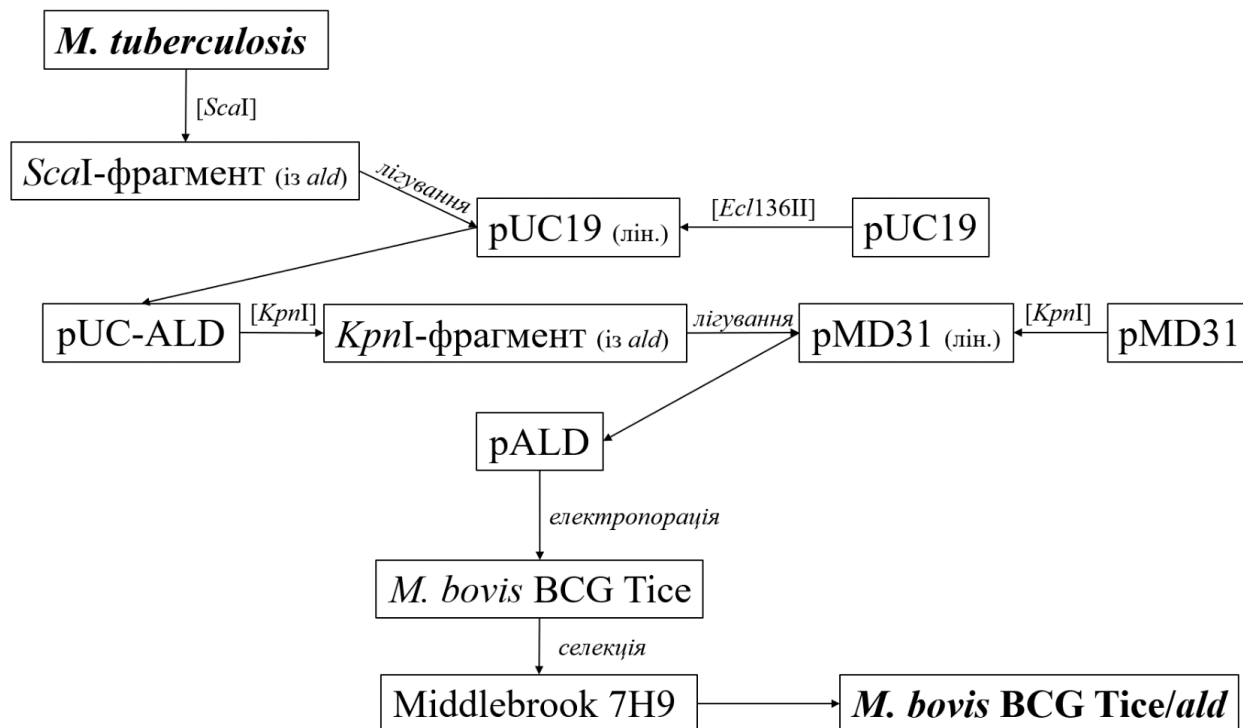 M. tuberculosis
[ScaI]
ScaI-фрагмент (із ald)
лігування
pUC19 (лін.)
[Ecl136II]
pUC19
pUC-ALD
[KpnI]
KpnI-фрагмент (із ald)
лігування
pMD31 (лін.)
[KpnI]
pMD31
pALD
електропорація
M. bovis BCG Tice
селекція
Middlebrook 7H9
M. bovis BCG Tice/ald